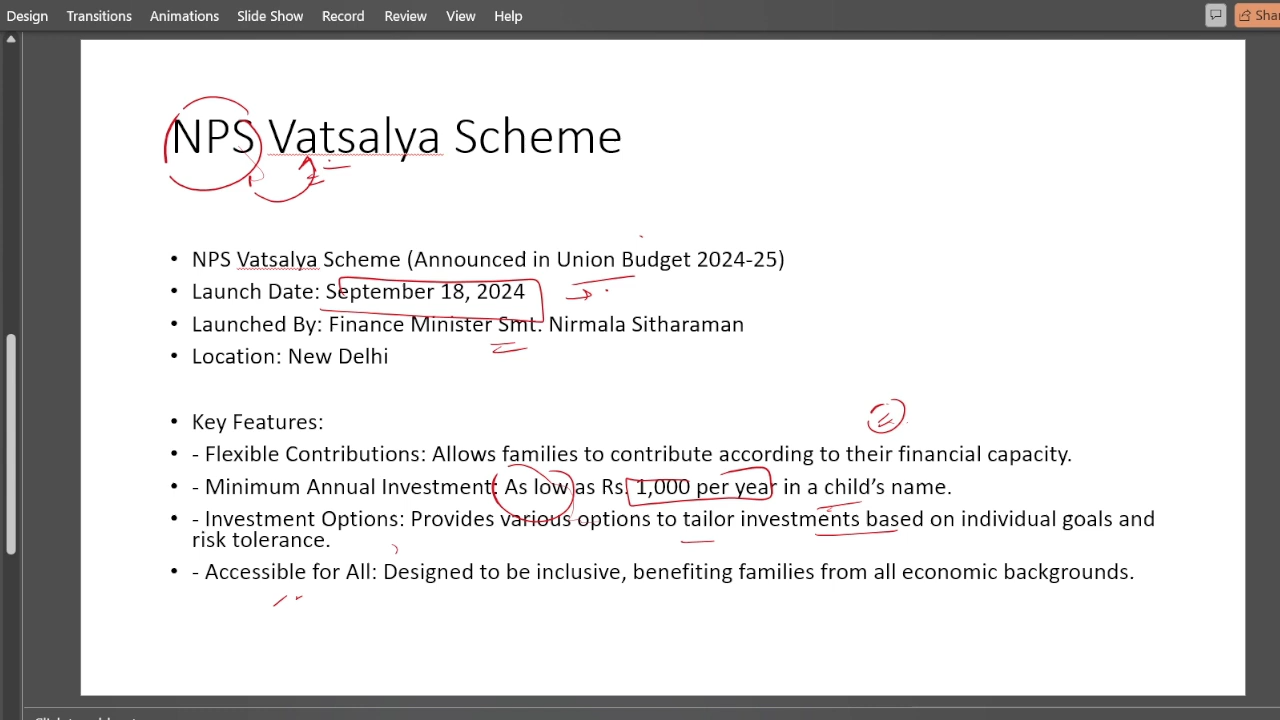 Design Transitions Animations Slide Show Record Review View Help
NPS Vatsalya Scheme
• NPS Vatsalya Scheme (Announced in Union Budget 2024-25)
• Launch Date: September 18, 2024
• Launched By: Finance Minister Smt. Nirmala Sitharaman
• Location: New Delhi
• Key Features:
• - Flexible Contributions: Allows families to contribute according to their financial capacity.
• - Minimum Annual Investment: As low as Rs. 1,000 per year in a child’s name.
• - Investment Options: Provides various options to tailor investments based on individual goals and
risk tolerance.
• - Accessible for All: Designed to be inclusive, benefiting families from all economic backgrounds.